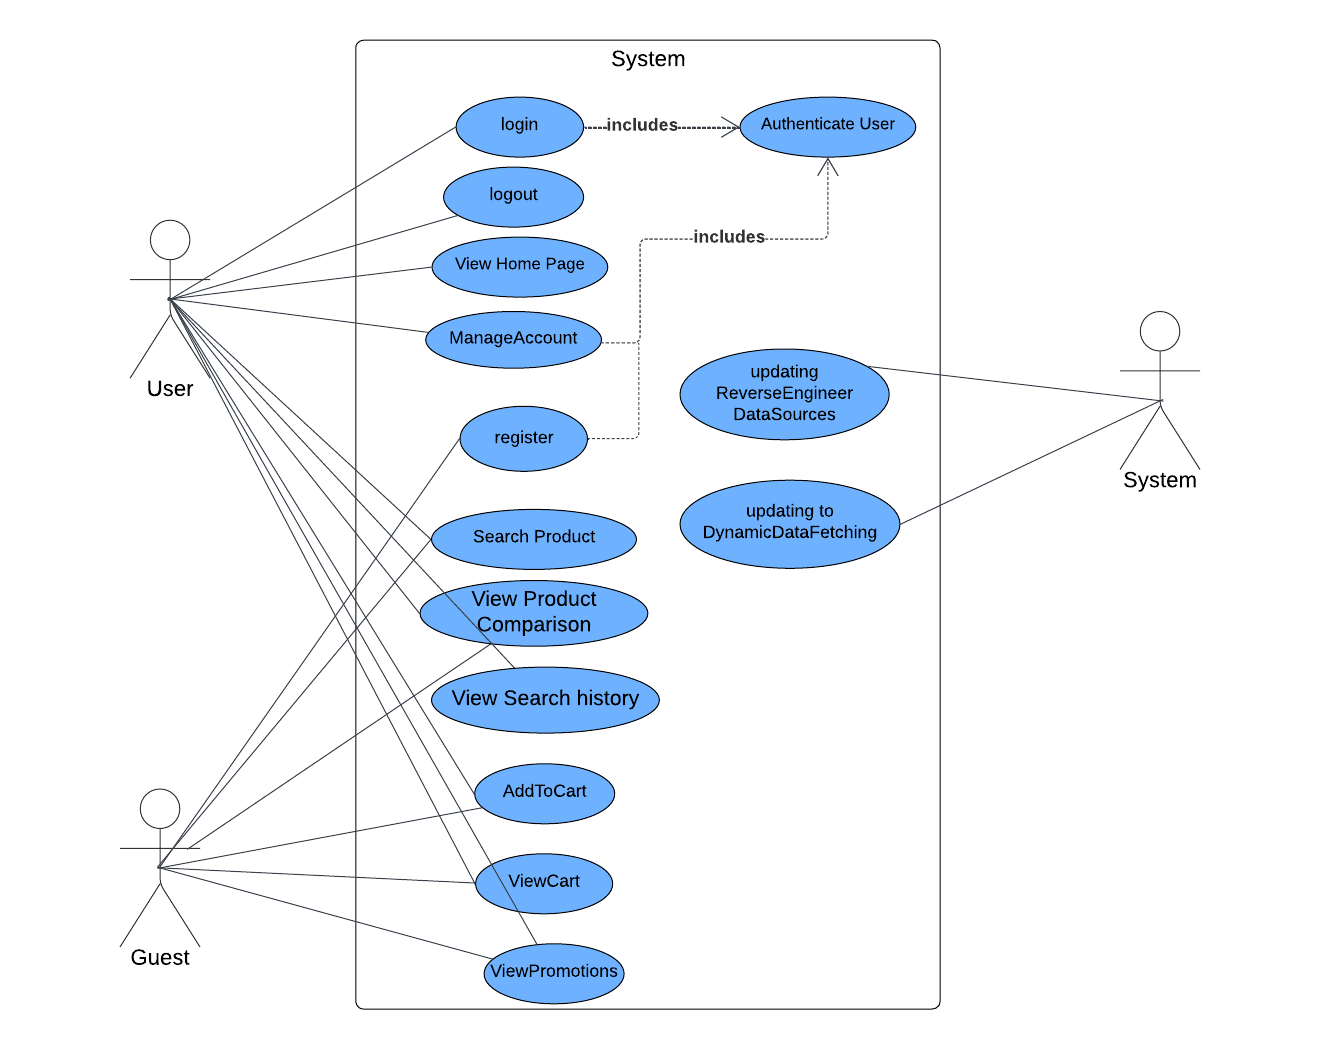 System
login
includes
Authenticate User
logout
includes
View Home Page
ManageAccount
User
updating
ReverseEngineer
DataSources
register
System
updating to
DynamicDataFetching
Search Product
View Product
Comparison
View Search history
AddToCart
ViewCart
Guest
ViewPromotions